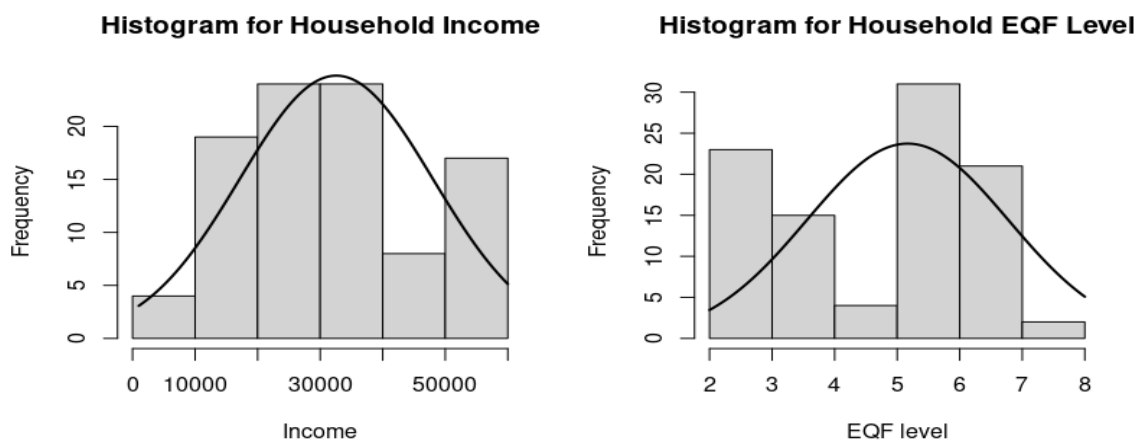 Histogram for Household Income
Frequency
20
15
10
5
0
0 10000 30000 50000
Income
Histogram for Household EQF Level
Frequency
30
25
20
15
10
5
0
2 3 4 5 6 7 8
EQF level